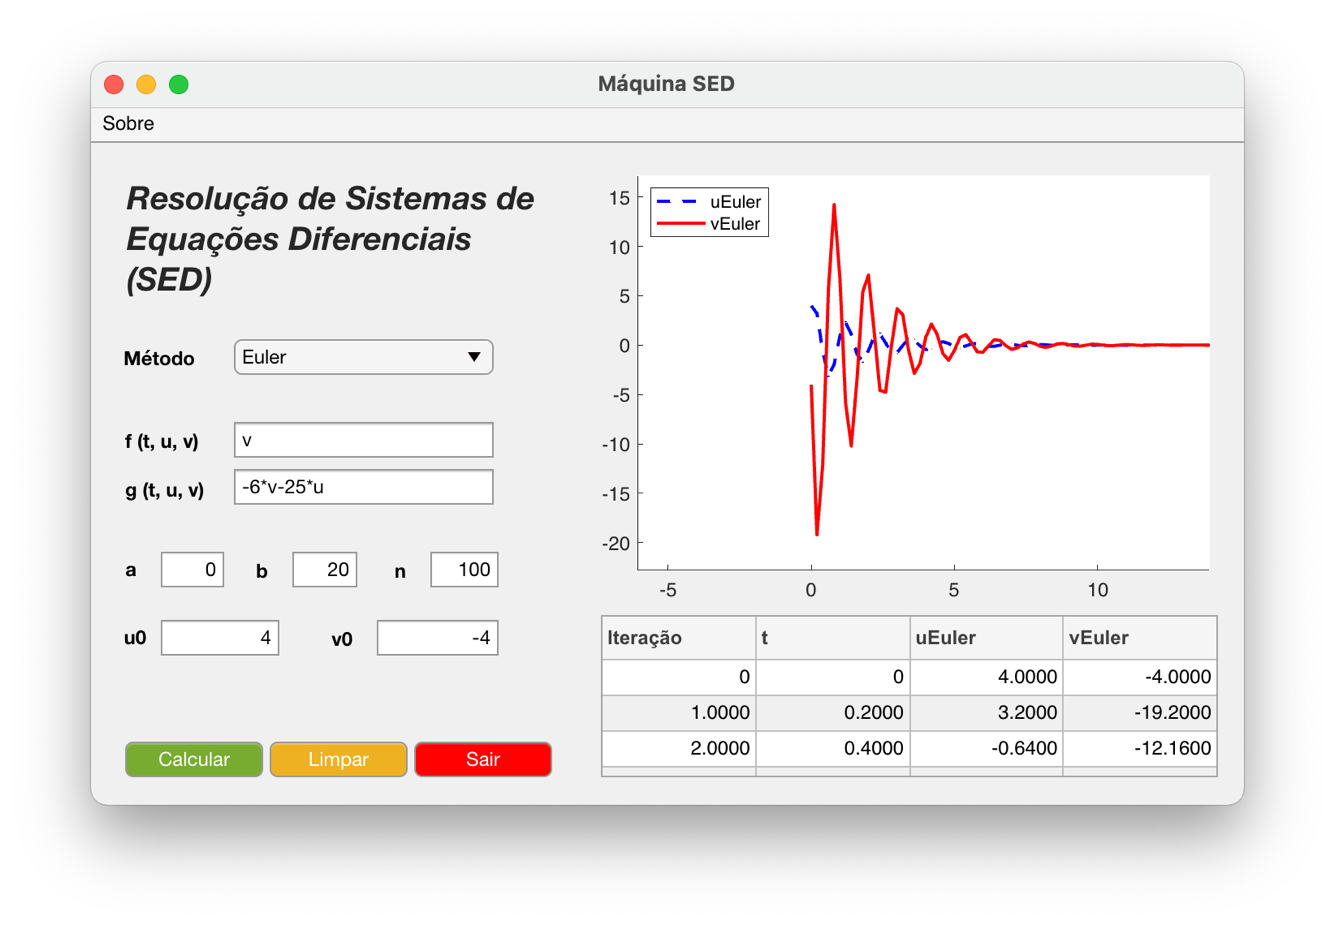 Máquina SED
Sobre
Resolução de Sistemas de
Equações Diferenciais
(SED)
Método
Euler
f (t, u, v)
v
g (t, u, v)
-6*v-25*u
a
0
b
20
n
100
u0
4
v0
-4
Calcular
Limpar
Sair
uEuler
vEuler
15
10
5
0
-5
-10
-15
-20
-5
0
5
10
Iteração t uEuler vEuler
0 0 4.0000 -4.0000
1.0000 0.2000 3.2000 -19.2000
2.0000 0.4000 -0.6400 -12.1600